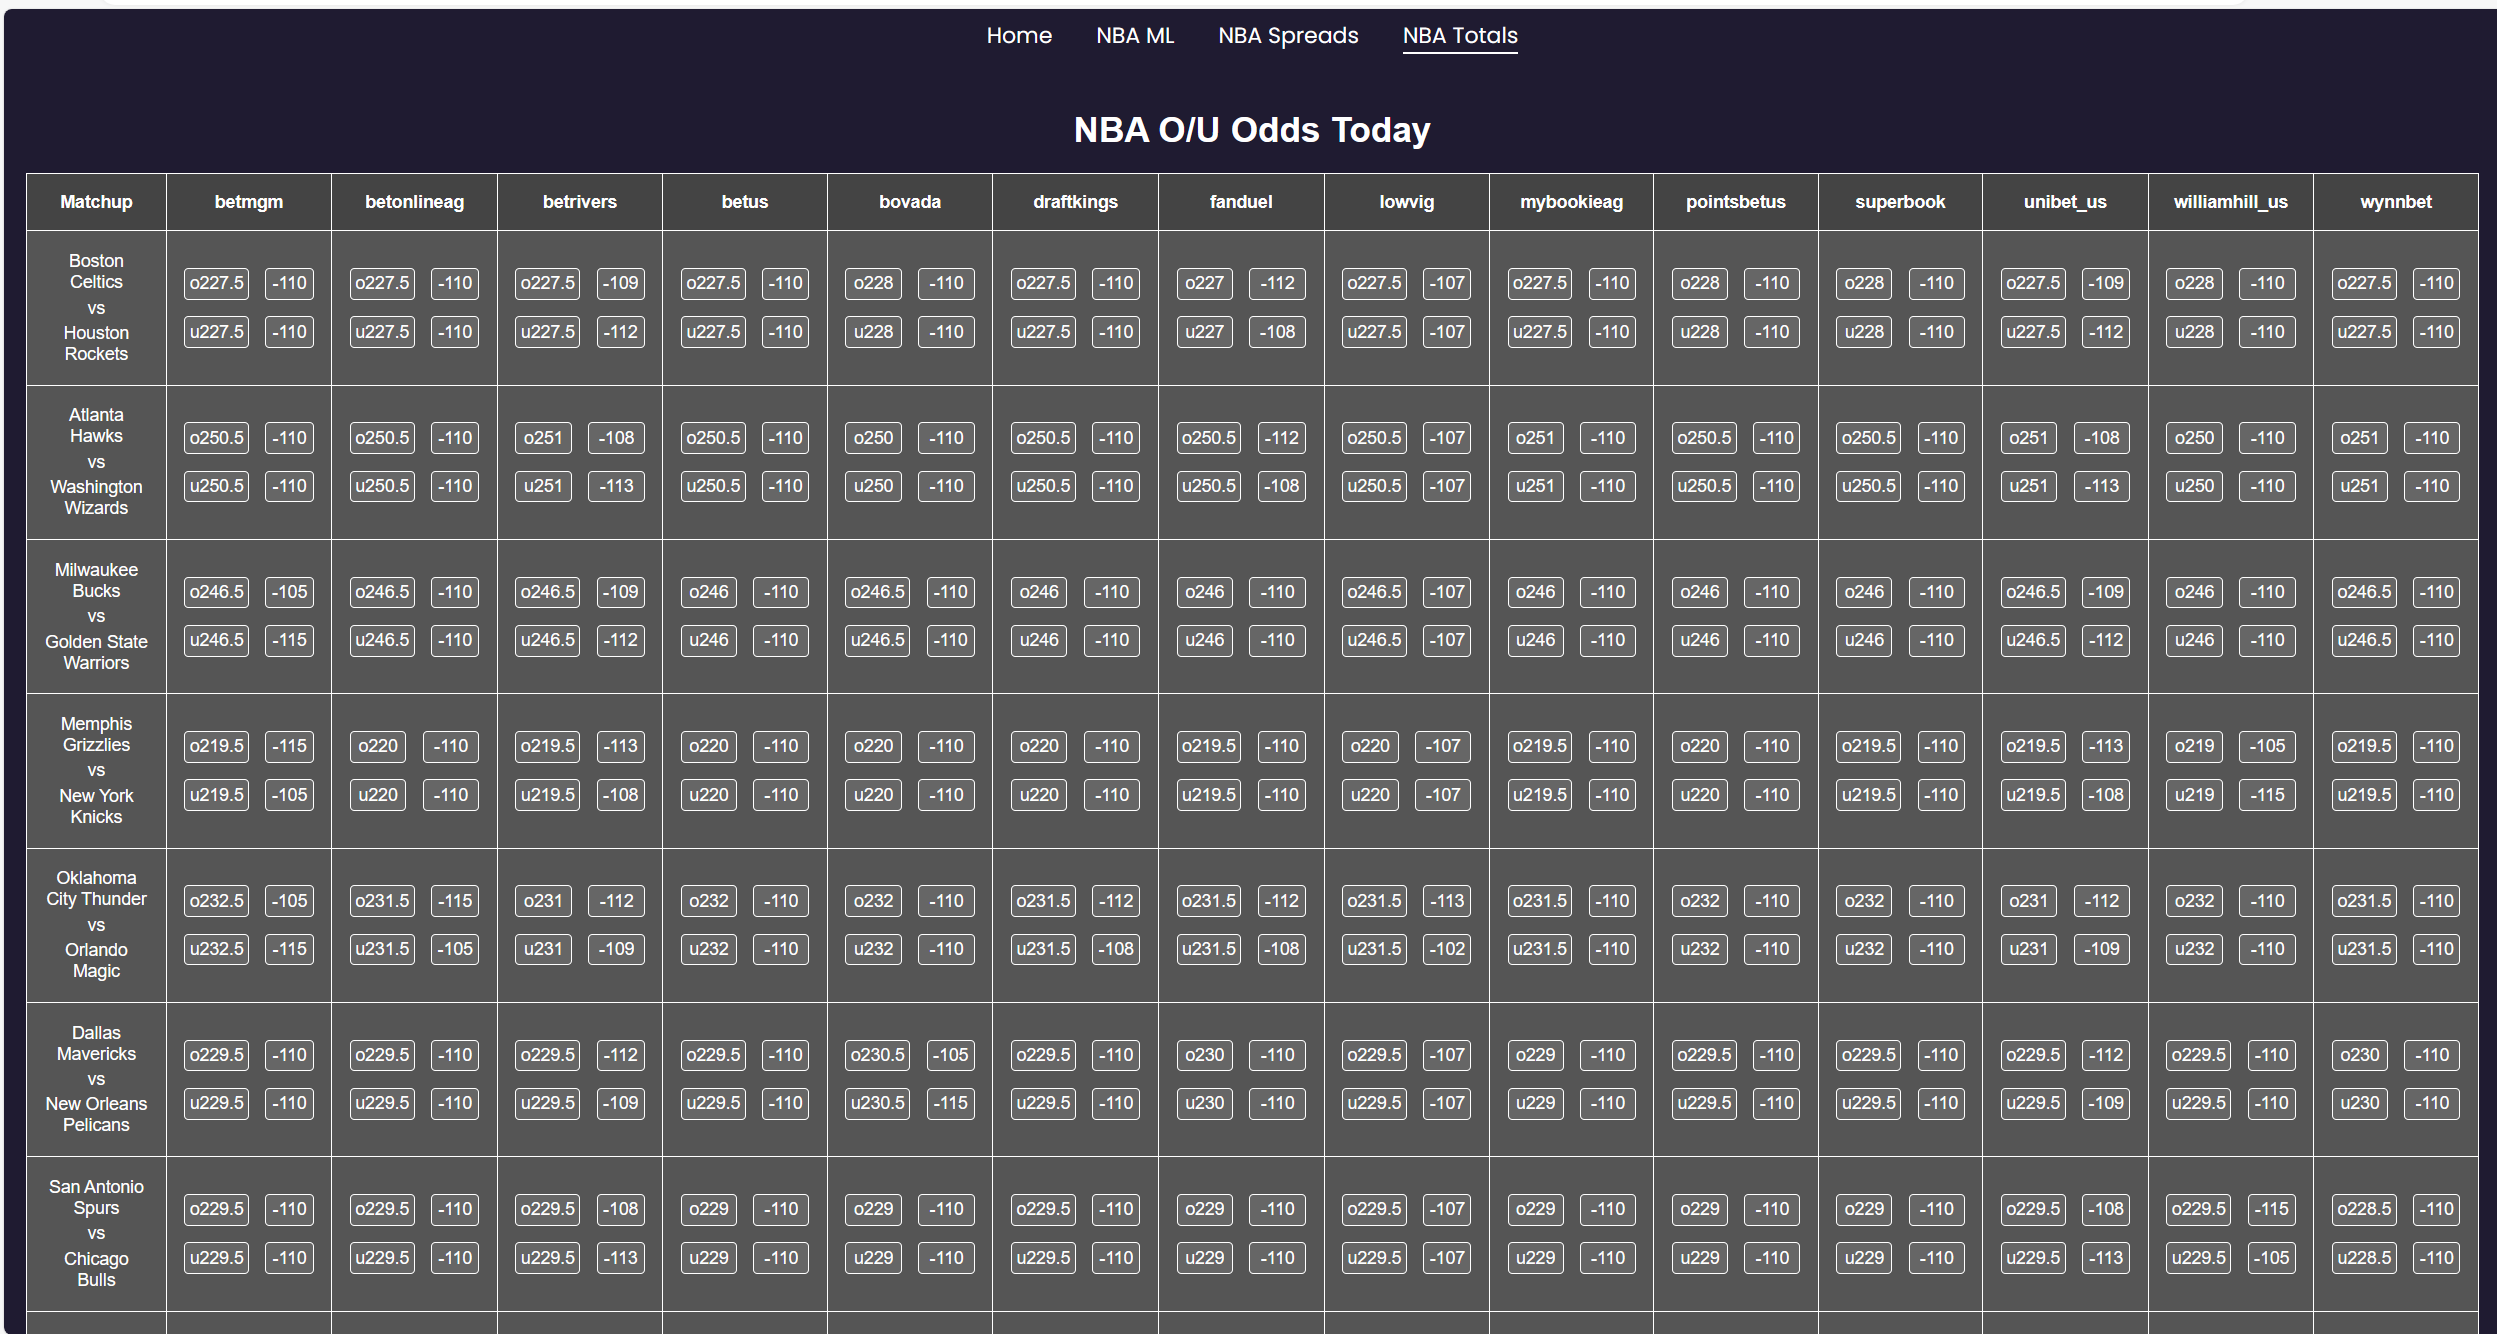 Home NBA ML NBA Spreads NBA Totals
NBA O/U Odds Today
Matchup betmgm betonlineag betrivers betus bovada draftkings fanduel lowvig mybookieag pointsbetus superbook unibet_us williamhill_us wynnbet
Boston
Celtics
vs
Houston
Rockets
o227.5 -110 o227.5 -110 o227.5 -109 o227.5 -110 o228 -110 o227.5 -110 o227 -112 o227.5 -107 o227.5 -110 o228 -110 o228 -110 o227.5 -109 o228 -110 o227.5 -110
u227.5 -110 u227.5 -110 u227.5 -112 u227.5 -110 u228 -110 u227.5 -110 u227 -108 u227.5 -107 u227.5 -110 u228 -110 u228 -110 u227.5 -112 u228 -110 u227.5 -110
Atlanta
Hawks
vs
Washington
Wizards
o250.5 -110 o250.5 -110 o251 -108 o250.5 -110 o250 -110 o250.5 -110 o250.5 -112 o250.5 -107 o251 -110 o250.5 -110 o250.5 -110 o251 -108 o250 -110 o251 -110
u250.5 -110 u250.5 -110 u251 -113 u250.5 -110 u250 -110 u250.5 -110 u250.5 -108 u250.5 -107 u251 -110 u250.5 -110 u250.5 -110 u251 -113 u250 -110 u251 -110
Milwaukee
Bucks
vs
Golden State
Warriors
o246.5 -105 o246.5 -110 o246.5 -109 o246 -110 o246.5 -110 o246 -110 o246 -110 o246.5 -107 o246 -110 o246 -110 o246 -110 o246.5 -109 o246 -110 o246.5 -110
u246.5 -115 u246.5 -110 u246.5 -112 u246 -110 u246.5 -110 u246 -110 u246 -110 u246.5 -107 u246 -110 u246 -110 u246 -110 u246.5 -112 u246 -110 u246.5 -110
Memphis
Grizzlies
vs
New York
Knicks
o219.5 -115 o220 -110 o219.5 -113 o220 -110 o220 -110 o220 -110 o219.5 -110 o220 -107 o219.5 -110 o220 -110 o219.5 -110 o219.5 -113 o219 -105 o219.5 -110
u219.5 -105 u220 -110 u219.5 -108 u220 -110 u220 -110 u220 -110 u219.5 -110 u220 -107 u219.5 -110 u220 -110 u219.5 -110 u219.5 -108 u219 -115 u219.5 -110
Oklahoma
City Thunder
vs
Orlando
Magic
o232.5 -105 o231.5 -115 o231 -112 o232 -110 o232 -110 o231.5 -112 o231.5 -112 o231.5 -113 o231.5 -110 o232 -110 o232 -110 o231 -112 o232 -110 o231.5 -110
u232.5 -115 u231.5 -105 u231 -109 u232 -110 u232 -110 u231.5 -108 u231.5 -108 u231.5 -102 u231.5 -110 u232 -110 u232 -110 u231 -109 u232 -110 u231.5 -110
Dallas
Mavericks
vs
New Orleans
Pelicans
o229.5 -110 o229.5 -110 o229.5 -112 o229.5 -110 o230.5 -105 o229.5 -110 o230 -110 o229.5 -107 o229 -110 o229.5 -110 o229.5 -110 o229.5 -112 o229.5 -110 o230 -110
u229.5 -110 u229.5 -110 u229.5 -109 u229.5 -110 u230.5 -115 u229.5 -110 u230 -110 u229.5 -107 u229 -110 u229.5 -110 u229.5 -110 u229.5 -109 u229.5 -110 u230 -110
San Antonio
Spurs
vs
Chicago
Bulls
o229.5 -110 o229.5 -110 o229.5 -108 o229 -110 o229 -110 o229.5 -110 o229 -110 o229.5 -107 o229 -110 o229 -110 o229 -110 o229.5 -108 o229.5 -115 o228.5 -110
u229.5 -110 u229.5 -110 u229.5 -113 u229 -110 u229 -110 u229.5 -110 u229 -110 u229.5 -107 u229 -110 u229 -110 u229 -110 u229.5 -113 u229.5 -105 u228.5 -110